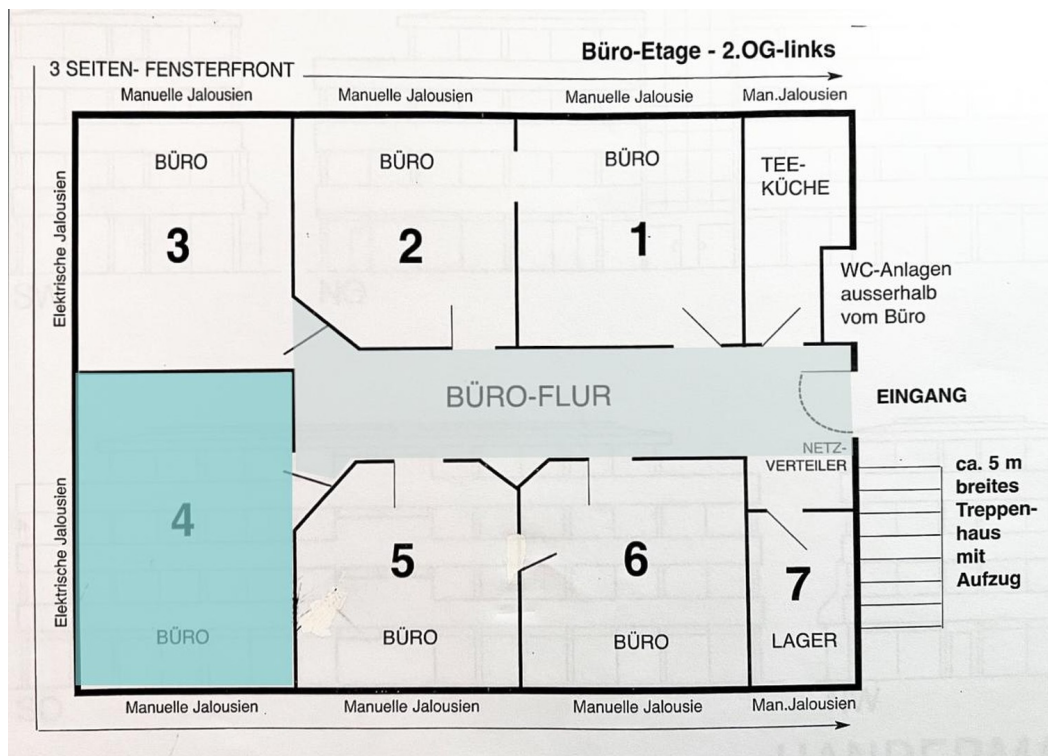 Büro-Etage - 2.OG-links
3 SEITEN- FENSTERFRONT
Manuelle Jalousien
Manuelle Jalousien
Manuelle Jalousie
Man.Jalousien
Elektrische Jalousien
BÜRO
3
BÜRO
2
BÜRO
1
TEE-
KÜCHE
WC-Anlagen
ausserhalb
vom Büro
BÜRO-FLUR
EINGANG
NETZ-
VERTEILER
ca. 5 m
breites
Treppen-
haus
mit
Aufzug
Elektrische Jalousien
4
BÜRO
5
BÜRO
6
BÜRO
7
LAGER
Manuelle Jalousien
Manuelle Jalousien
Manuelle Jalousie
Man.Jalousien
SW
NG
SO